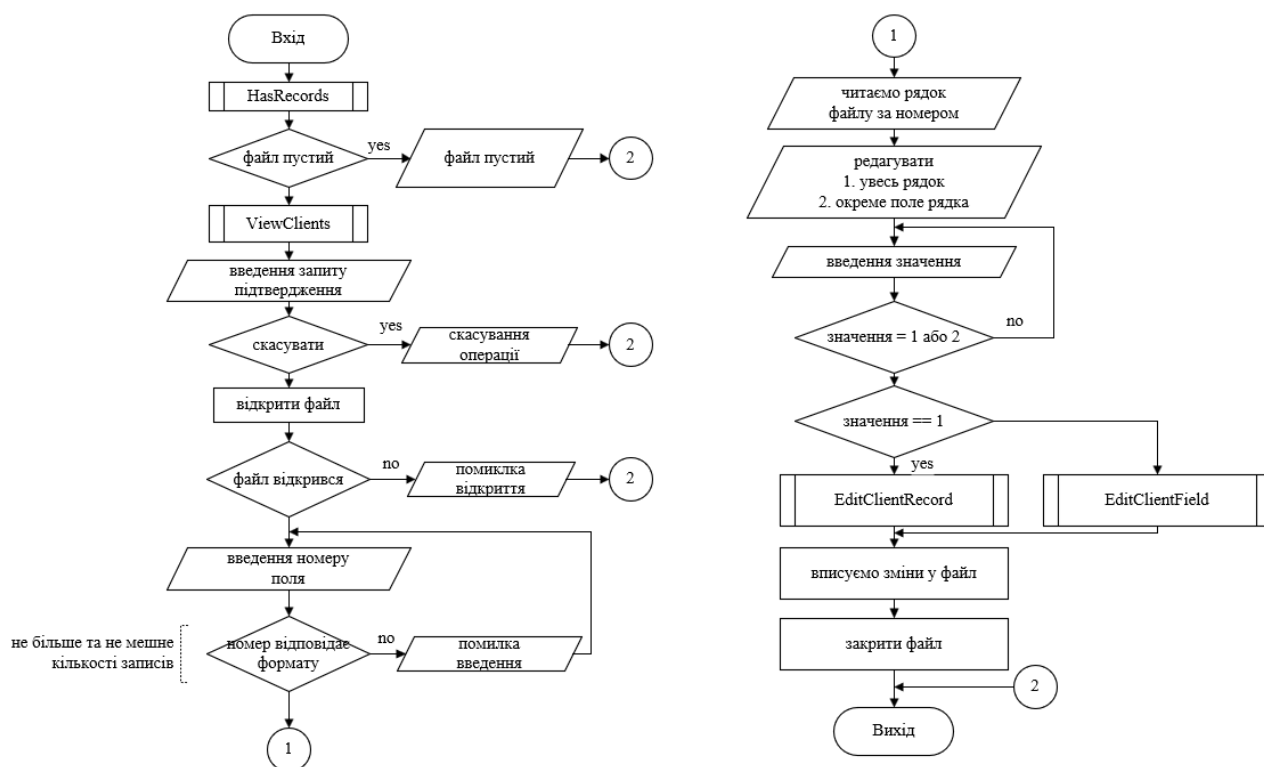 Вхід
HasRecords
файл пустий
yes
файл пустий
2
ViewClients
введення запиту
підтвердження
скасувати
yes
скасування
операції
2
відкрити файл
файл відкрився
no
помиклка
відкриття
2
введення номеру
поля
не більше та не мешне
кількості записів
номер відповідає
формату
no
помилка
введення
1
1
читаємо рядок
файлу за номером
редагувати
1. увесь рядок
2. окреме поле рядка
введення значення
значення = 1 або 2
no
значення == 1
yes
EditClientRecord
EditClientField
вписуємо зміни у файл
закрити файл
2
Вихід